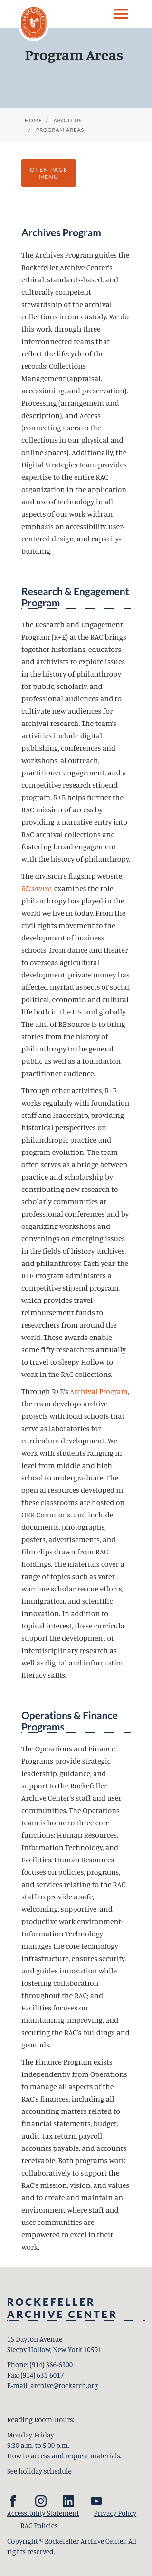 ROCKEFELLER
ARCHIVE CENTER
Program Areas
HOME / ABOUT US
/ PROGRAM AREAS
OPEN PAGE
MENU
Archives Program
The Archives Program guides the
Rockefeller Archive Center's
ethical, standards-based, and
culturally competent
stewardship of the archival
collections in our custody. We do
this work through three
interconnected teams that
reflect the lifecycle of the
records: Collections
Management (appraisal,
accessioning, and preservation),
Processing (arrangement and
description), and Access
(connecting users to the
collections in our physical and
online spaces). Additionally, the
Digital Strategies team provides
expertise to the entire RAC
organization in the application
and use of technology in all
aspects of our work with an
emphasis on accessibility, user-
centered design, and capacity-
building.
Research & Engagement
Program
The Research and Engagement
Program (R+E) at the RAC brings
together historians, educators,
and archivists to explore issues
in the history of philanthropy
for public, scholarly, and
professional audiences and to
cultivate new audiences for
archival research. The team's
activities include digital
publishing, conferences and
workshops, al outreach,
practitioner engagement, and a
competitive research stipend
program. R+E helps further the
RAC mission of access by
providing a narrative entry into
RAC archival collections and
fostering broad engagement
with the history of philanthropy.
The division's flagship website,
RE:source, examines the role
philanthropy has played in the
world we live in today. From the
civil rights movement to the
development of business
schools, from dance and theater
to overseas agricultural
development, private money has
affected myriad aspects of social,
political, economic, and cultural
life both in the U.S. and globally.
The aim of RE:source is to bring
stories from the history of
philanthropy to the general
public as well as a foundation
practitioner audience.
Through other activities, R+E
works regularly with foundation
staff and leadership, providing
historical perspectives on
philanthropic practice and
program evolution. The team
often serves as a bridge between
practice and scholarship by
contributing new research to
scholarly communities at
professional conferences and by
organizing workshops and
convenings on emerging issues
in the fields of history, archives,
and philanthropy. Each year, the
R+E Program administers a
competitive stipend program,
which provides travel
reimbursement funds to
researchers from around the
world. These awards enable
some fifty researchers annually
to travel to Sleepy Hollow to
work in the RAC collections.
Through R+E's Archival Program,
the team develops archive
projects with local schools that
serve as laboratories for
curriculum development. We
work with students ranging in
level from middle and high
school to undergraduate. The
open al resources developed in
these classrooms are hosted on
OER Commons, and include
documents, photographs,
posters, advertisements, and
film clips drawn from RAC
holdings. The materials cover a
range of topics such as voter ,
wartime scholar rescue efforts,
immigration, and scientific
innovation. In addition to
topical interest, these curricula
support the development of
interdisciplinary research as
well as digital and information
literacy skills.
Operations & Finance
Programs
The Operations and Finance
Programs provide strategic
leadership, guidance, and
support to the Rockefeller
Archive Center's staff and user
communities. The Operations
team is home to three core
functions: Human Resources,
Information Technology, and
Facilities. Human Resources
focuses on policies, programs,
and services relating to the RAC
staff to provide a safe,
welcoming, supportive, and
productive work environment;
Information Technology
manages the core technology
infrastructure, ensures security,
and guides innovation while
fostering collaboration
throughout the RAC; and
Facilities focuses on
maintaining, improving, and
securing the RAC's buildings and
grounds.
The Finance Program exists
independently from Operations
to manage all aspects of the
RAC's finances, including all
accounting matters related to
financial statements, budget,
audit, tax return, payroll,
accounts payable, and accounts
receivable. Both programs work
collaboratively to support the
RAC's mission, vision, and values
and to create and maintain an
environment where staff and
user communities are
empowered to excel in their
work.
ROCKEFELLER
ARCHIVE CENTER
15 Dayton Avenue
Sleepy Hollow, New York 10591
Phone: (914) 366-6300
Fax: (914) 631-6017
E-mail: archive@rockarch.org
Reading Room Hours:
Monday-Friday
9:30 a.m. to 5:00 p.m.
How to access and request materials.
See holiday schedule
Accessibility Statement Privacy Policy
RAC Policies
Copyright © Rockefeller Archive Center. All
rights reserved.